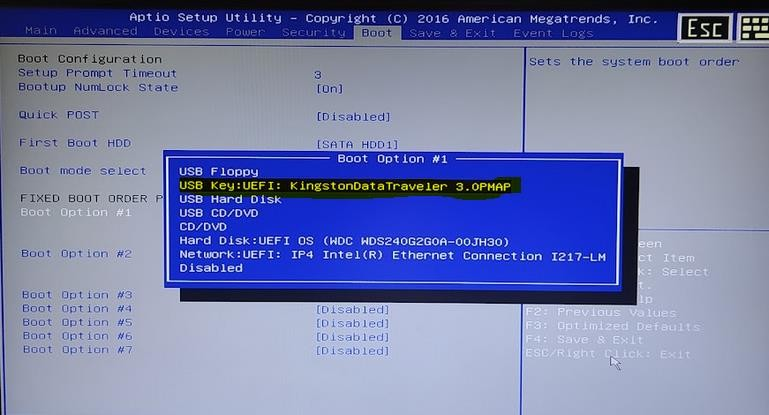 Aptio Setup Utility - Copyright (C) 2016 American Megatrends, Inc.
Main Advanced Devices Power Security Boot Save & Exit Event Logs
Esc
Boot Configuration
Setup Prompt Timeout 3
Bootup NumLock State [On]
Quick POST [Disabled]
First Boot HDD [SATA HDD1]
Boot mode select
FIXED BOOT ORDER P
Boot Option #1
Boot Option #2
Boot Option #3
Boot Option #4 [Disabled]
Boot Option #5 [Disabled]
Boot Option #6 [Disabled]
Boot Option #7 [Disabled]
Boot Option #1
USB Floppy
USB Key:UEFI: KingstonDataTraveler 3.0PMAP
USB Hard Disk
USB CD/DVD
CD/DVD
Hard Disk:UEFI OS (WDC WDS240G2G0A-00JH30)
Network:UEFI: IP4 Intel(R) Ethernet Connection I217-LM
Disabled
Sets the system boot order
een
ct Item
k: Select
t.
lp
F2: Previous Values
F3: Optimized Defaults
F4: Save & Exit
ESC/Right Click: Exit